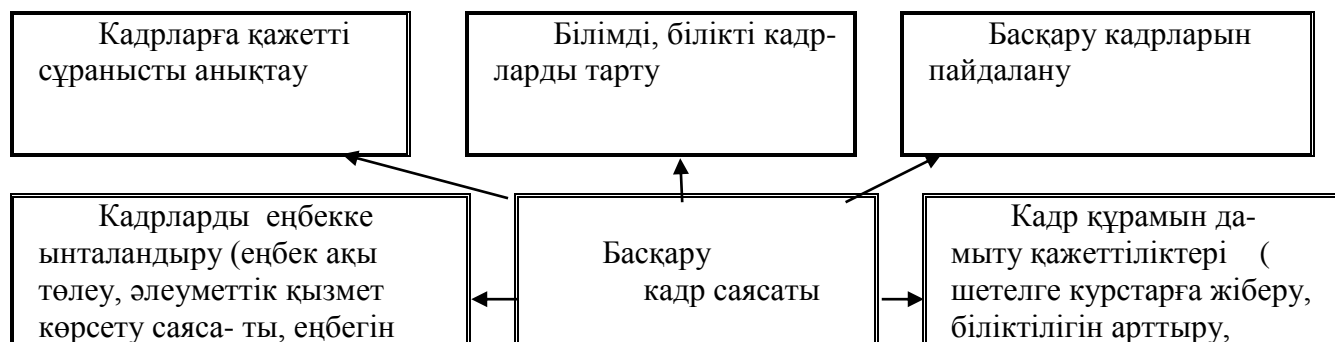 Кадрларға қажетті
сұранысты анықтау
Білімді, білікті кадр-
ларды тарту
Басқару кадрларын
пайдалану
Кадрларды еңбекке
ынталандыру (еңбек ақы
төлеу, әлеуметтік қызмет
көрсету саяса- ты, еңбегін
Басқару
кадр саясаты
Кадр құрамын да-
мыту қажеттіліктері (
шетелге курстарға жіберу,
біліктілігін арттыру,